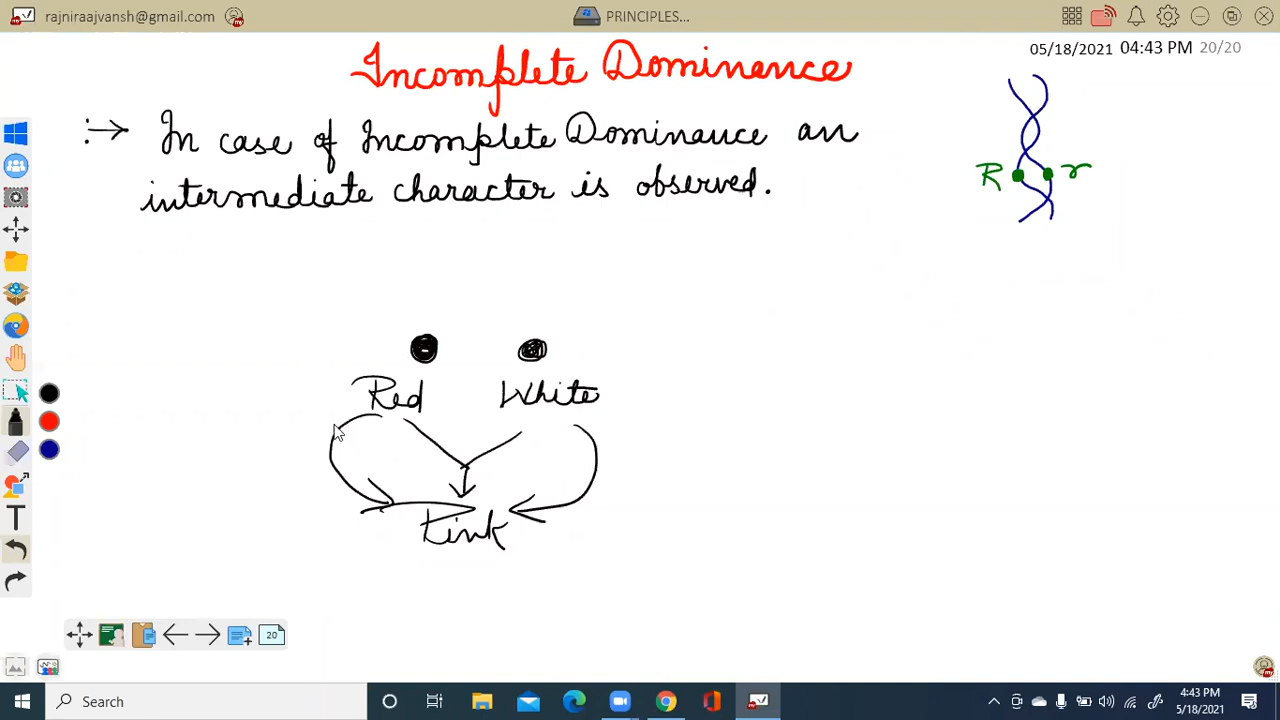 rajniraajvansh@gmail.com
PRINCIPLES...
05/18/2021 04:43 PM 20/20
Incomplete Dominance
:→ In case of Incomplete Dominance an
intermediate character is observed.
R r
Red White
Pink
T
20
Search
4:43 PM
5/18/2021